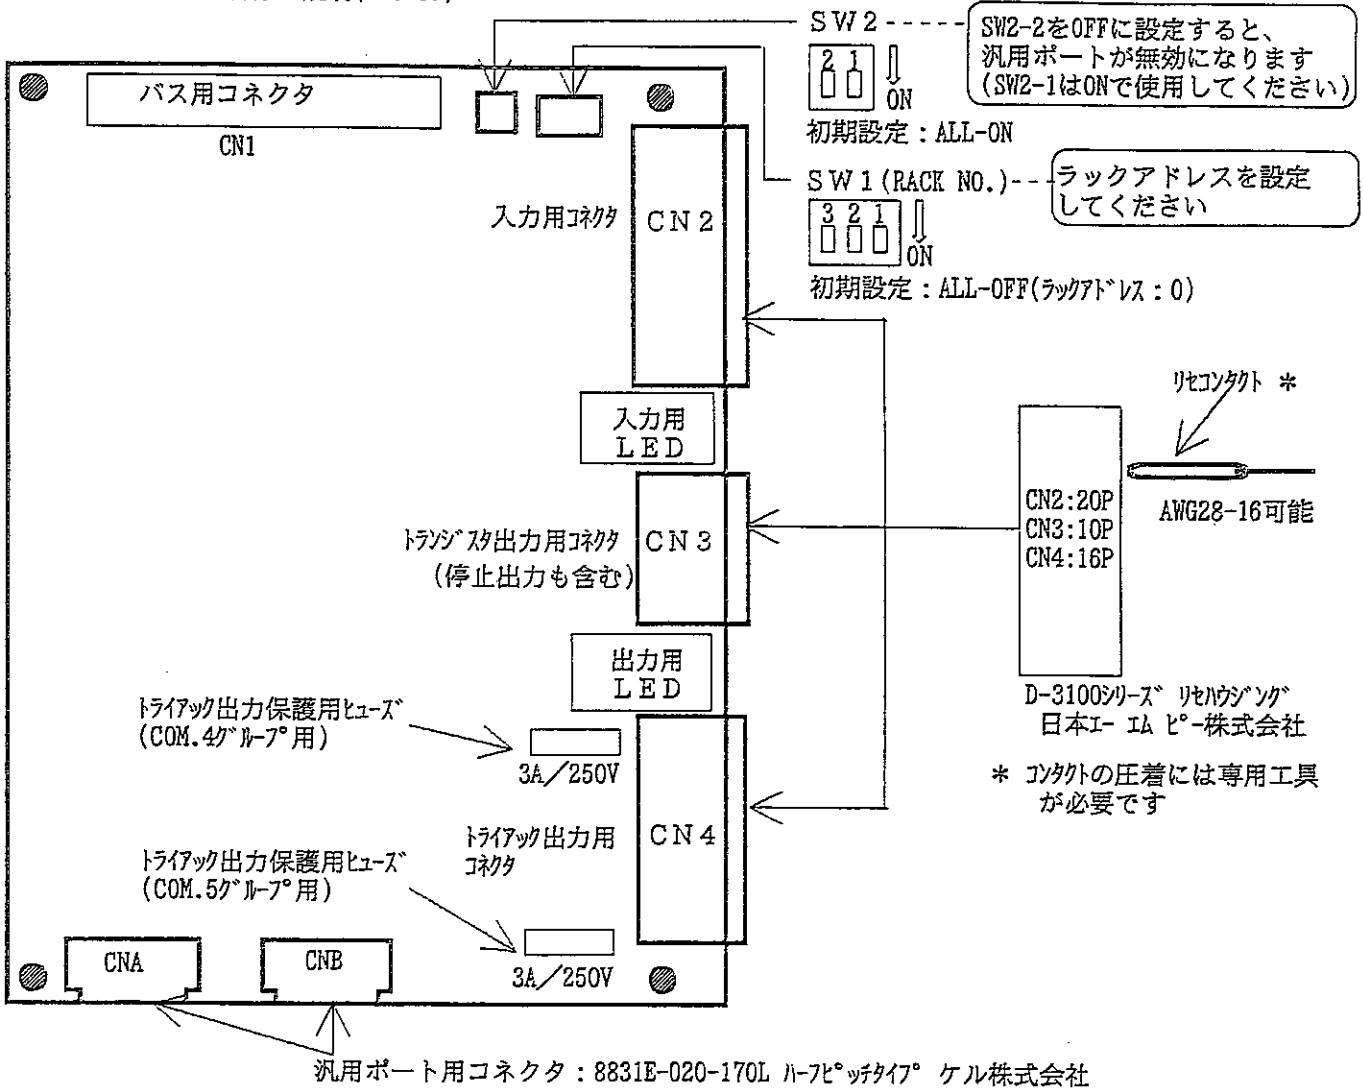 SW2
SW2-2をOFFに設定すると、
汎用ポートが無効になります
(SW2-1はONで使用してください)
2 1
ON
初期設定：ALL-ON
バス用コネクタ
CN1
SW1(RACK NO.)
ラックアドレスを設定
してください
3 2 1
ON
初期設定：ALL-OFF(ﾗｯｸｱﾄﾞﾚｽ：0)
入力用ｺﾈｸﾀ
CN2
入力用
LED
ﾘｾｺﾝﾀｸﾄ *
AWG28-16可能
CN2:20P
CN3:10P
CN4:16P
ﾄﾗﾝｼﾞｽﾀ出力用ｺﾈｸﾀ
(停止出力も含む)
CN3
出力用
LED
D-3100ｼﾘｰｽﾞ ﾘｾﾊｳｼﾞﾝｸﾞ
日本ｴｰ ｴﾑ ﾋﾟｰ株式会社
* ｺﾝﾀｸﾄの圧着には専用工具
が必要です
ﾄﾗｲｱｯｸ出力保護用ﾋｭｰｽﾞ
(COM.4ｸﾞﾙｰﾌﾟ用)
3A／250V
ﾄﾗｲｱｯｸ出力用
ｺﾈｸﾀ
CN4
ﾄﾗｲｱｯｸ出力保護用ﾋｭｰｽﾞ
(COM.5ｸﾞﾙｰﾌﾟ用)
3A／250V
CNA
CNB
汎用ポート用コネクタ：8831E-020-170L ﾊｰﾌﾋﾟｯﾁﾀｲﾌﾟ ケル株式会社